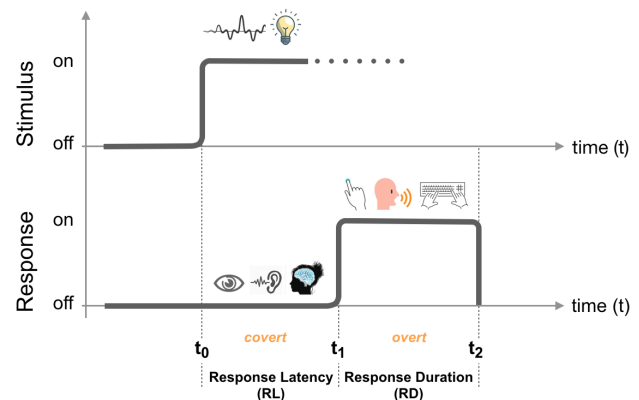 Stimulus
on
off
time (t)
Response
on
off
time (t)
covert
overt
t0
t1
t2
Response Latency
(RL)
Response Duration
(RD)